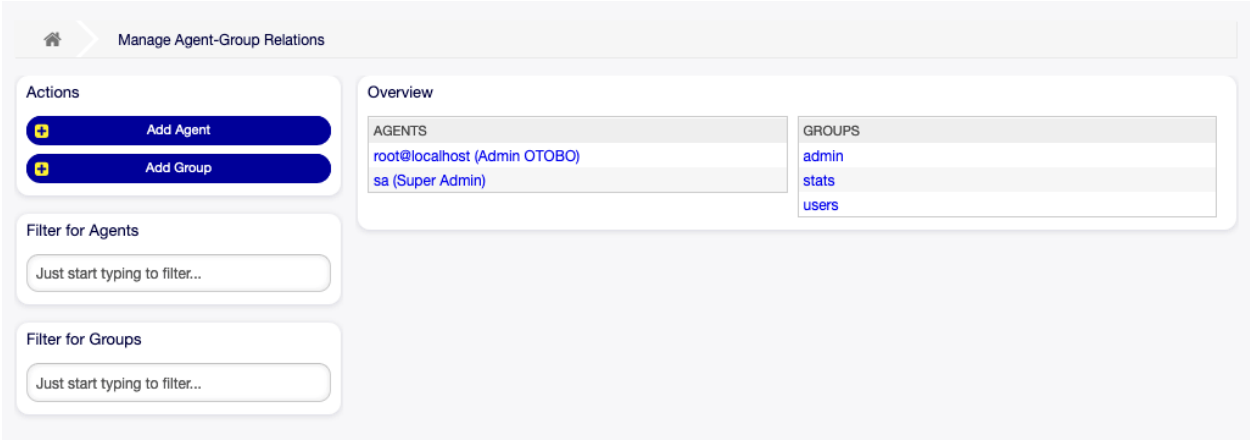 Manage Agent-Group Relations
Actions
Add Agent
Add Group
Filter for Agents
Just start typing to filter...
Filter for Groups
Just start typing to filter...
Overview
AGENTS
root@localhost (Admin OTOBO)
sa (Super Admin)
GROUPS
admin
stats
users